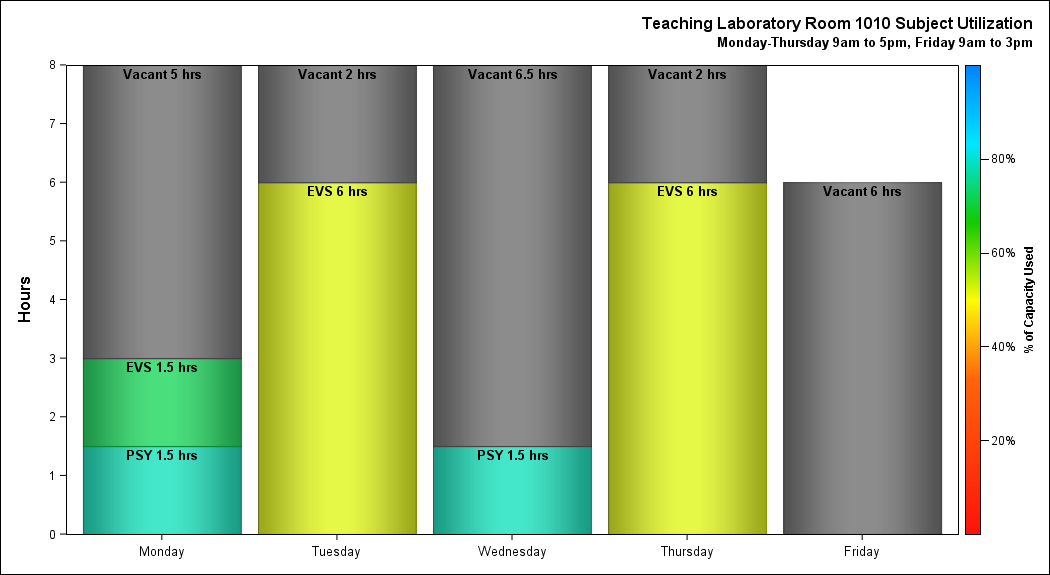 Teaching Laboratory Room 1010 Subject Utilization
Monday-Thursday 9am to 5pm, Friday 9am to 3pm
Hours
8
7
6
5
4
3
2
1
0
Vacant 5 hrs
EVS 1.5 hrs
PSY 1.5 hrs
Vacant 2 hrs
EVS 6 hrs
Vacant 6.5 hrs
PSY 1.5 hrs
Vacant 2 hrs
EVS 6 hrs
Vacant 6 hrs
Monday
Tuesday
Wednesday
Thursday
Friday
80%
60%
40%
20%
% of Capacity Used